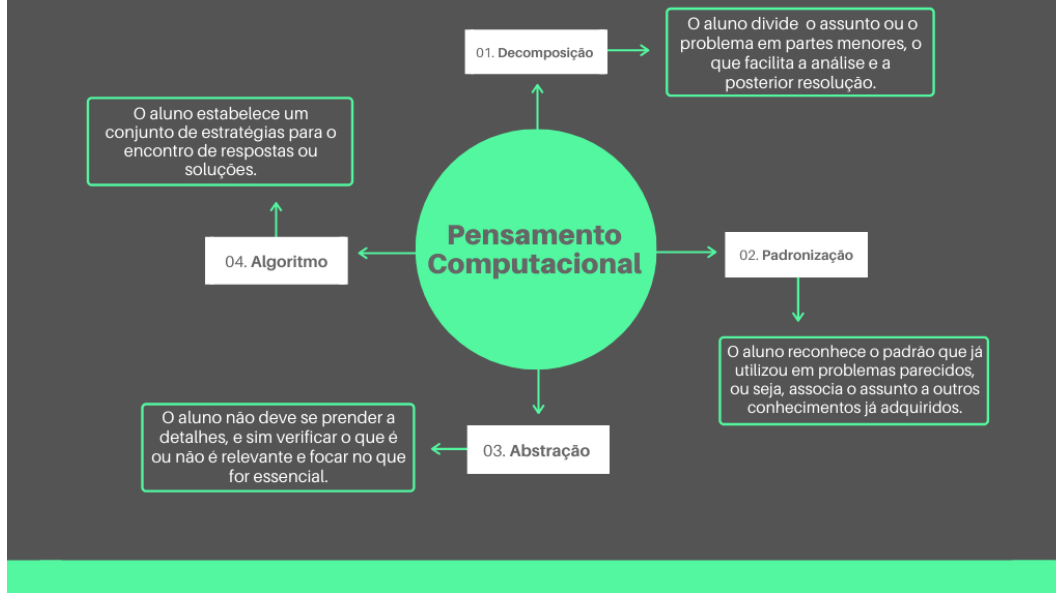 01. Decomposição
O aluno divide o assunto ou o
problema em partes menores, o
que facilita a análise e a
posterior resolução.
O aluno estabelece um
conjunto de estratégias para o
encontro de respostas ou
soluções.
04. Algoritmo
Pensamento
Computacional
02. Padronização
O aluno reconhece o padrão que já
utilizou em problemas parecidos,
ou seja, associa o assunto a outros
conhecimentos já adquiridos.
O aluno não deve se prender a
detalhes, e sim verificar o que é
ou não é relevante e focar no que
for essencial.
03. Abstração